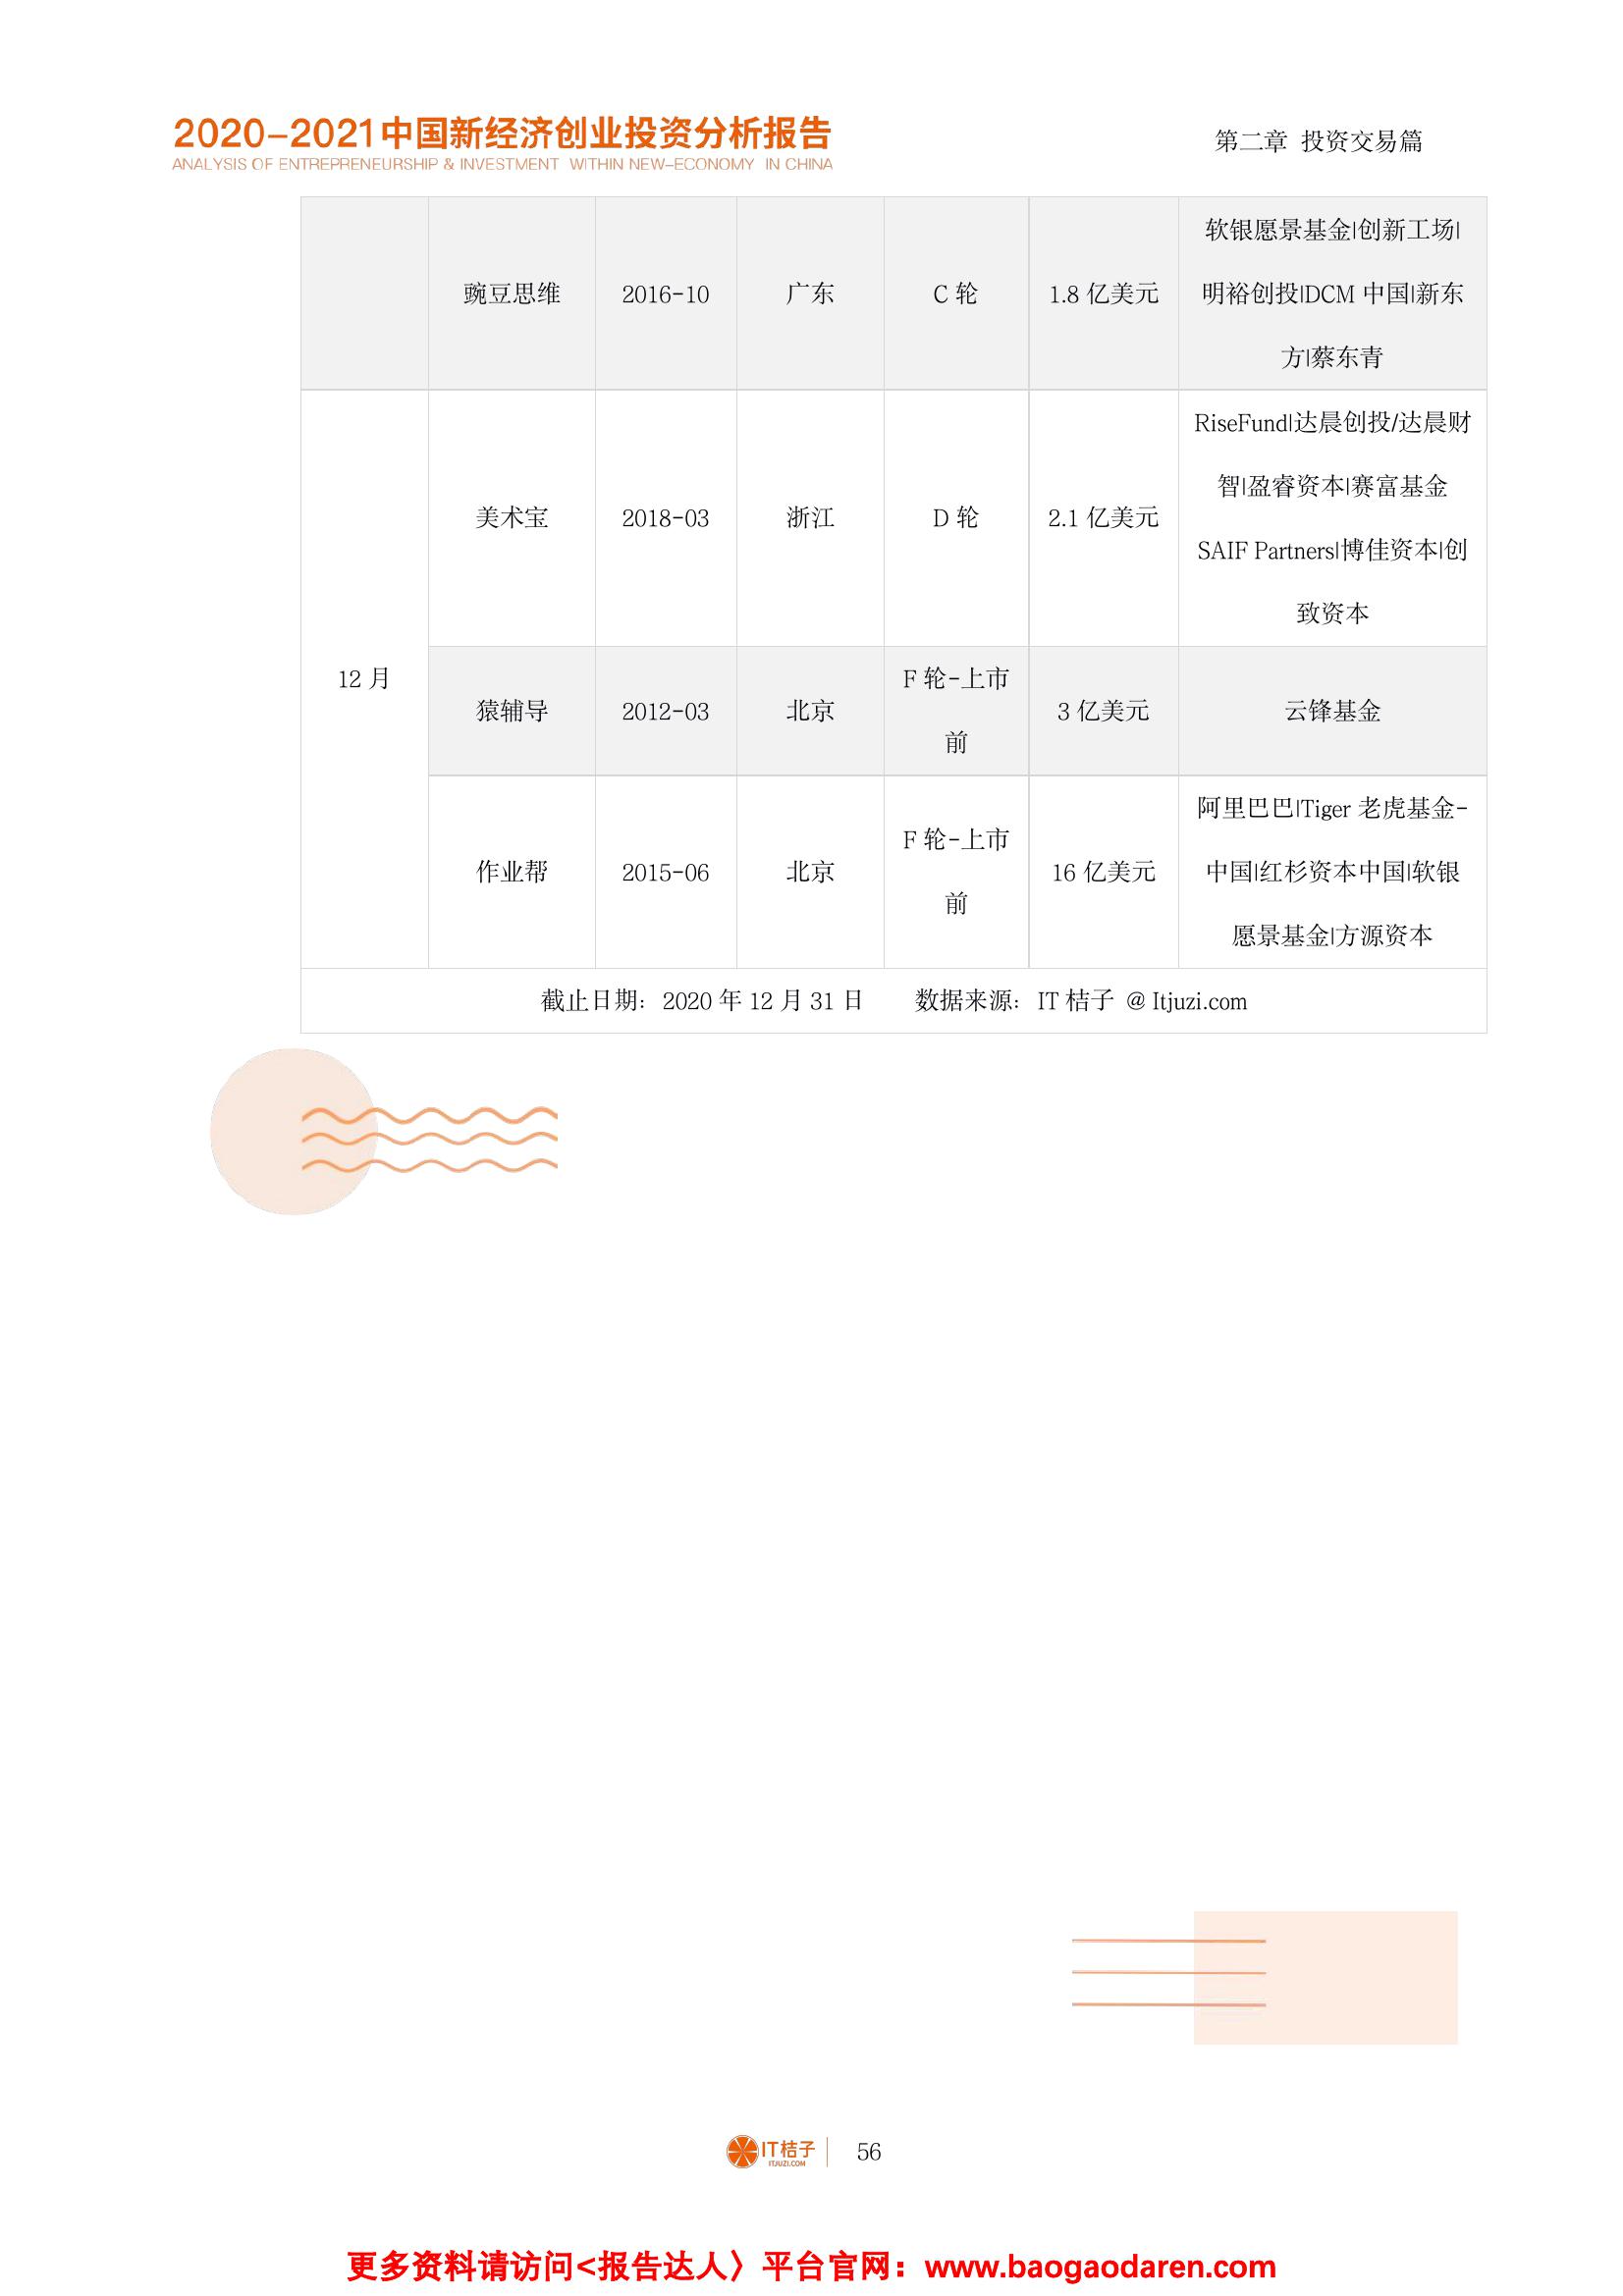 2020-2021中国新经济创业投资分析报告
ANALYSIS OF ENTREPRENEURSHIP & INVESTMENT WITHIN NEW-ECONOMY IN CHINA
第二章 投资交易篇
豌豆思维
2016-10
广东
C 轮
1.8 亿美元
软银愿景基金|创新工场|
明裕创投|DCM 中国|新东
方|蔡东青
12 月
美术宝
2018-03
浙江
D 轮
2.1 亿美元
RiseFund|达晨创投/达晨财
智|盈睿资本|赛富基金
SAIF Partners|博佳资本|创
致资本
猿辅导
2012-03
北京
F 轮-上市
前
3 亿美元
云锋基金
作业帮
2015-06
北京
F 轮-上市
前
16 亿美元
阿里巴巴|Tiger 老虎基金-
中国|红杉资本中国|软银
愿景基金|方源资本
截止日期：2020 年 12 月 31 日 数据来源：IT 桔子 @ Itjuzi.com
IT桔子
ITJUZI.COM
56
更多资料请访问<报告达人〉平台官网：www.baogaodaren.com